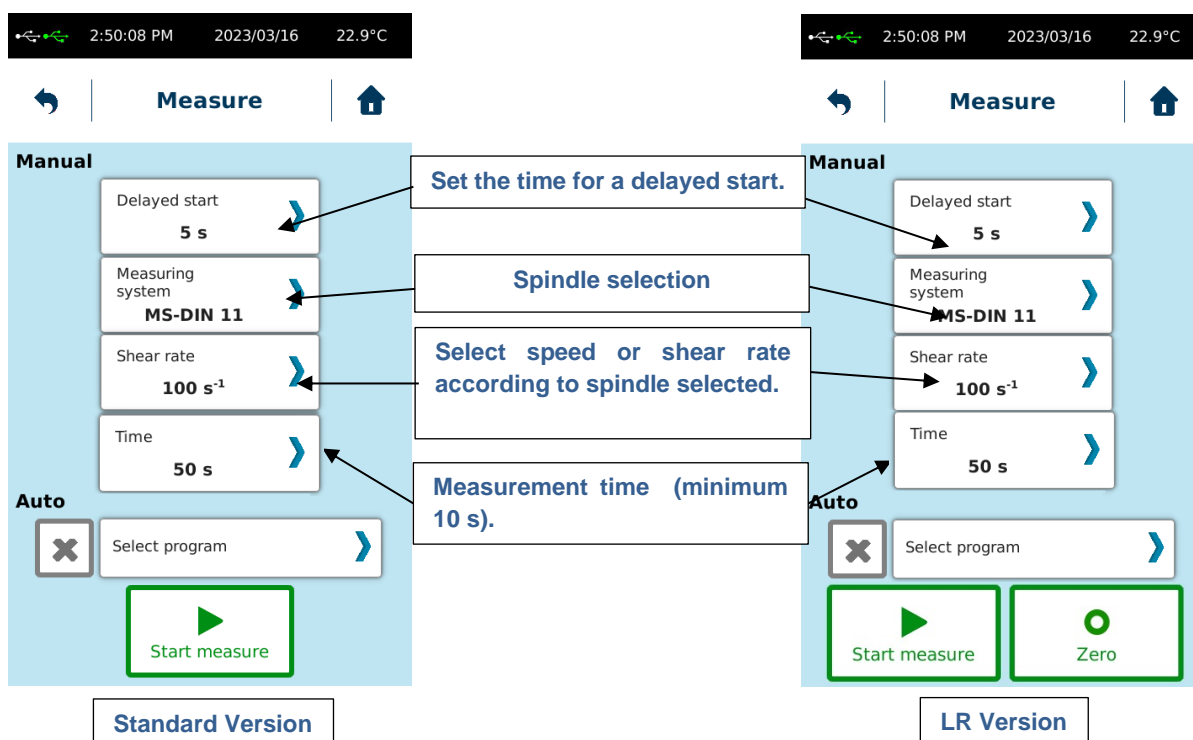 2:50:08 PM 2023/03/16 22.9°C
Measure
Manual
Delayed start
5 s
Measuring
system
MS-DIN 11
Shear rate
100 s⁻¹
Time
50 s
Auto
Select program
Start measure
Standard Version
Set the time for a delayed start.
Spindle selection
Select speed or shear rate
according to spindle selected.
Measurement time (minimum
10 s).
2:50:08 PM 2023/03/16 22.9°C
Measure
Manual
Delayed start
5 s
Measuring
system
MS-DIN 11
Shear rate
100 s⁻¹
Time
50 s
Auto
Select program
Start measure
Zero
LR Version